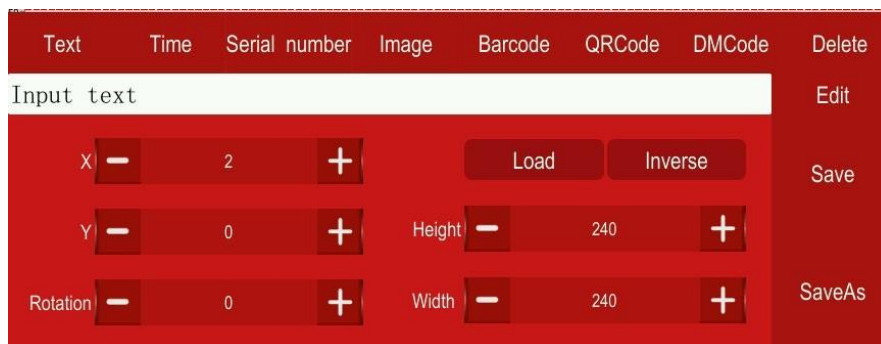 Text Time Serial number Image Barcode QRCode DMCode Delete
Input text Edit
X − 2 + Load Inverse Save
Y − 0 + Height − 240 +
Rotation − 0 + Width − 240 + SaveAs